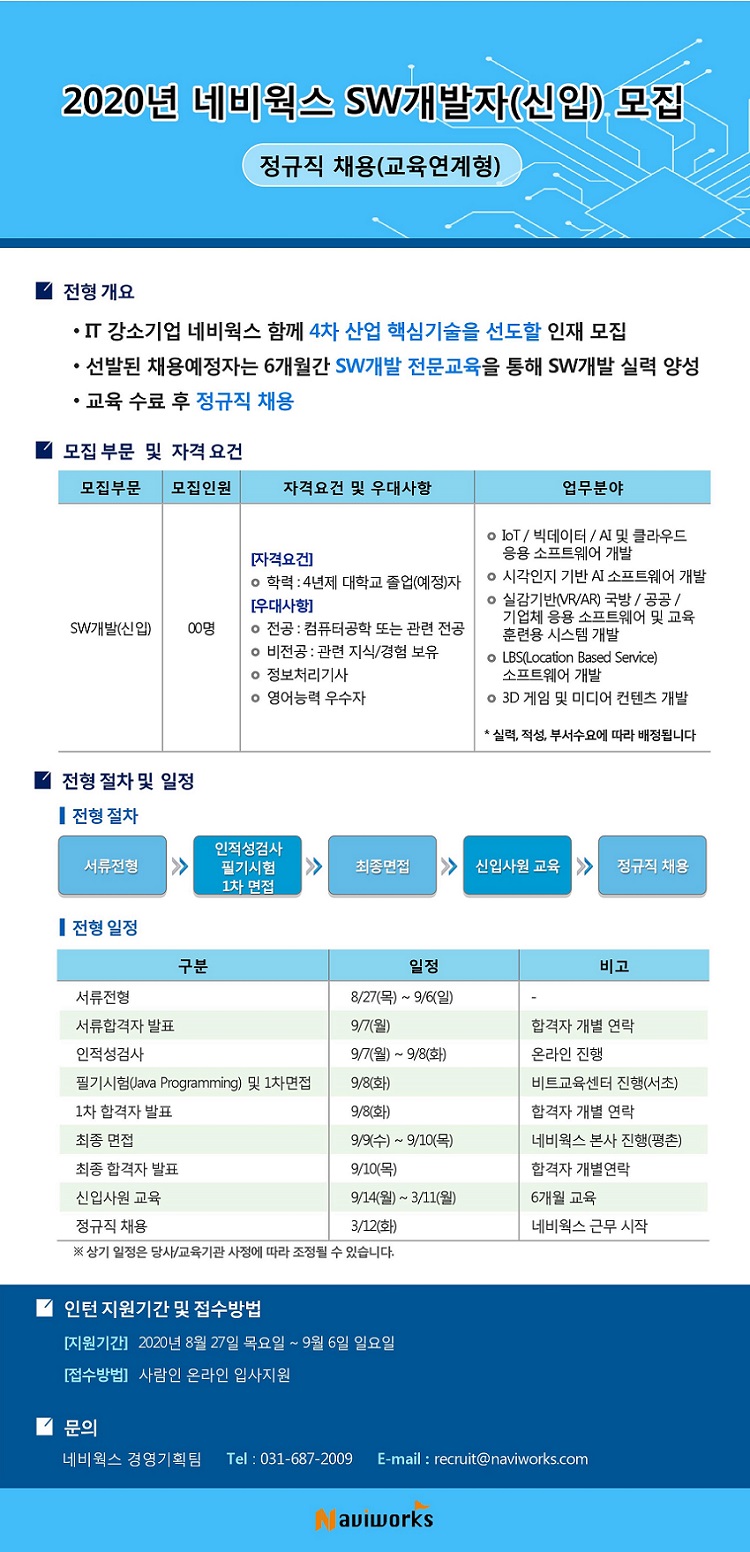 2020년 네비웍스 SW개발자(신입) 모집
정규직 채용(교육연계형)
전형 개요
• IT 강소기업 네비웍스 함께 4차 산업 핵심기술을 선도할 인재 모집
• 선발된 채용예정자는 6개월간 SW개발 전문교육을 통해 SW개발 실력 양성
• 교육 수료 후 정규직 채용
모집 부문 및 자격 요건
모집부문 모집인원 자격요건 및 우대사항 업무분야
SW개발(신입)
00명
[자격요건]
학력 : 4년제 대학교 졸업(예정)자
[우대사항]
전공 : 컴퓨터공학 또는 관련 전공
비전공 : 관련 지식/경험 보유
정보처리기사
영어능력 우수자
IoT / 빅데이터 / AI 및 클라우드
응용 소프트웨어 개발
시각인지 기반 AI 소프트웨어 개발
실감기반(VR/AR) 국방 / 공공 /
기업체 응용 소프트웨어 및 교육
훈련용 시스템 개발
LBS(Location Based Service)
소프트웨어 개발
3D 게임 및 미디어 컨텐츠 개발
* 실력, 적성, 부서수요에 따라 배정됩니다
전형 절차 및 일정
전형 절차
서류전형
인적성검사
필기시험
1차 면접
최종면접
신입사원 교육
정규직 채용
전형 일정
구분 일정 비고
서류전형 8/27(목) ~ 9/6(일) -
서류합격자 발표 9/7(월) 합격자 개별 연락
인적성검사 9/7(월) ~ 9/8(화) 온라인 진행
필기시험(Java Programming) 및 1차면접 9/8(화) 비트교육센터 진행(서초)
1차 합격자 발표 9/8(화) 합격자 개별 연락
최종 면접 9/9(수) ~ 9/10(목) 네비웍스 본사 진행(평촌)
최종 합격자 발표 9/10(목) 합격자 개별연락
신입사원 교육 9/14(월) ~ 3/11(월) 6개월 교육
정규직 채용 3/12(화) 네비웍스 근무 시작
※ 상기 일정은 당사/교육기관 사정에 따라 조정될 수 있습니다.
인턴 지원기간 및 접수방법
[지원기간] 2020년 8월 27일 목요일 ~ 9월 6일 일요일
[접수방법] 사람인 온라인 입사지원
문의
네비웍스 경영기획팀 Tel : 031-687-2009 E-mail : recruit@naviworks.com
Naviworks